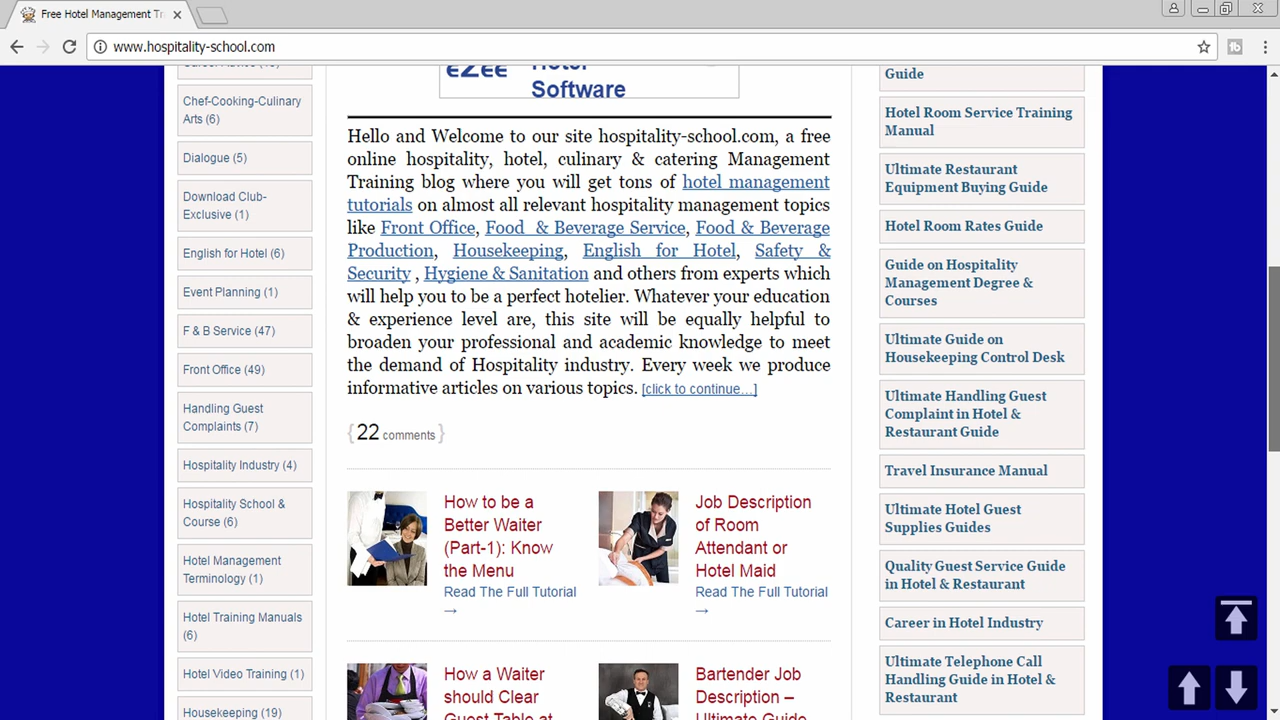 Free Hotel Management Tr
www.hospitality-school.com
Chef-Cooking-Culinary
Arts (6)
Dialogue (5)
Download Club-
Exclusive (1)
English for Hotel (6)
Event Planning (1)
F & B Service (47)
Front Office (49)
Handling Guest
Complaints (7)
Hospitality Industry (4)
Hospitality School &
Course (6)
Hotel Management
Terminology (1)
Hotel Training Manuals
(6)
Hotel Video Training (1)
Housekeeping (19)
eZee
Hotel
Software
Hello and Welcome to our site hospitality-school.com, a free
online hospitality, hotel, culinary & catering Management
Training blog where you will get tons of hotel management
tutorials on almost all relevant hospitality management topics
like Front Office, Food & Beverage Service, Food & Beverage
Production, Housekeeping, English for Hotel, Safety &
Security , Hygiene & Sanitation and others from experts which
will help you to be a perfect hotelier. Whatever your education
& experience level are, this site will be equally helpful to
broaden your professional and academic knowledge to meet
the demand of Hospitality industry. Every week we produce
informative articles on various topics. [click to continue...]
{ 22 comments }
How to be a
Better Waiter
(Part-1): Know
the Menu
Read The Full Tutorial
→
Job Description
of Room
Attendant or
Hotel Maid
Read The Full Tutorial
→
How a Waiter
should Clear
Guest Table at
Bartender Job
Description –
Ultimate Guide
Guide
Hotel Room Service Training
Manual
Ultimate Restaurant
Equipment Buying Guide
Hotel Room Rates Guide
Guide on Hospitality
Management Degree &
Courses
Ultimate Guide on
Housekeeping Control Desk
Ultimate Handling Guest
Complaint in Hotel &
Restaurant Guide
Travel Insurance Manual
Ultimate Hotel Guest
Supplies Guides
Quality Guest Service Guide
in Hotel & Restaurant
Career in Hotel Industry
Ultimate Telephone Call
Handling Guide in Hotel &
Restaurant